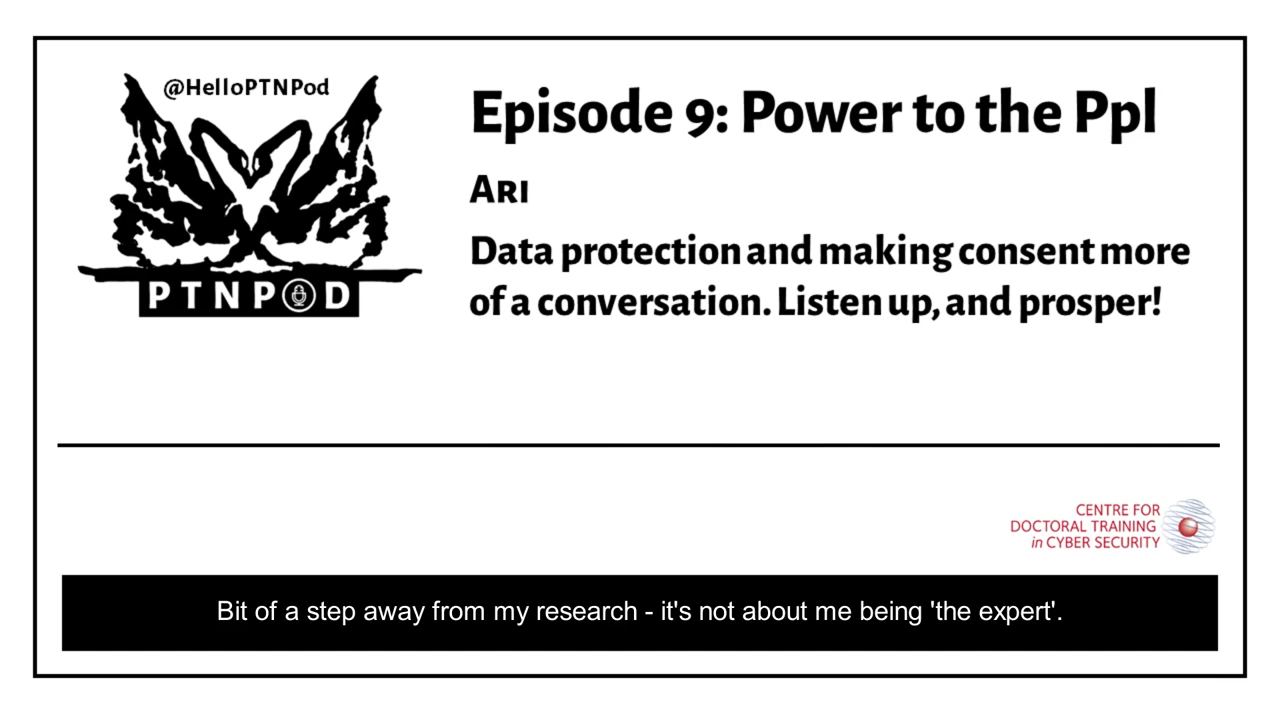 @HelloPTNPod
PTNPOD
Episode 9: Power to the Ppl
Ari
Data protection and making consent more
of a conversation. Listen up, and prosper!
CENTRE FOR
DOCTORAL TRAINING
in CYBER SECURITY
Bit of a step away from my research - it's not about me being 'the expert'.